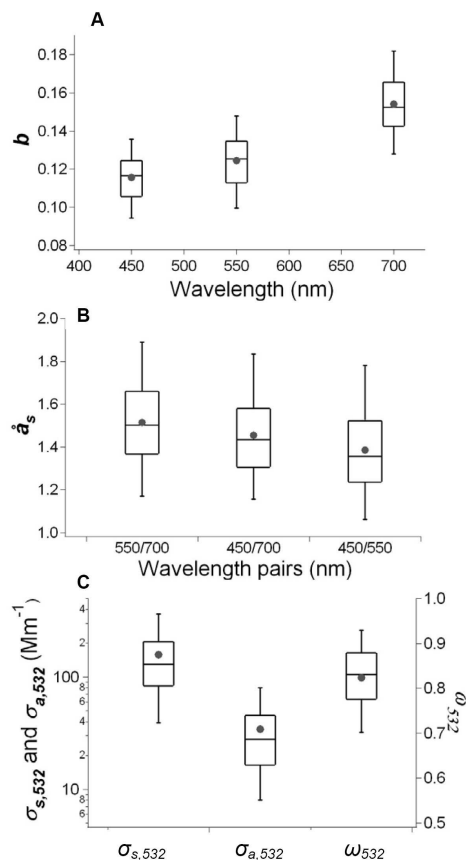 A
0.18
0.16
0.14
0.12
0.10
0.08
b
400 450 500 550 600 650 700
Wavelength (nm)
B
2.0
1.8
1.6
1.4
1.2
1.0
å_s
550/700 450/700 450/550
Wavelength pairs (nm)
C
σ_s,532 and σ_a,532 (Mm⁻¹)
4
2
100
8
6
4
2
10
8
6
1.0
0.9
0.8
0.7
0.6
0.5
ω_532
σ_s,532 σ_a,532 ω_532